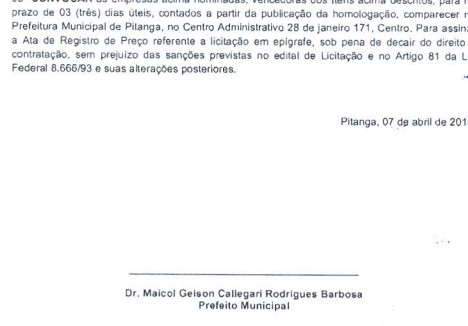 CONVOCAR as empresas acima nominadas, vencedoras dos itens acima descritos, para
prazo de 03 (três) dias úteis, contados a partir da publicação da homologação, comparecer
Prefeitura Municipal de Pitanga, no Centro Administrativo 28 de janeiro 171, Centro. Para assina
a Ata de Registro de Preço referente a licitação em epígrafe, sob pena de decair do direito
contratação, sem prejuízo das sanções previstas no edital de Licitação e no Artigo 81 da L
Federal 8.666/93 e suas alterações posteriores.
Pitanga, 07 de abril de 201
Dr. Maicol Geison Callegari Rodrigues Barbosa
Prefeito Municipal